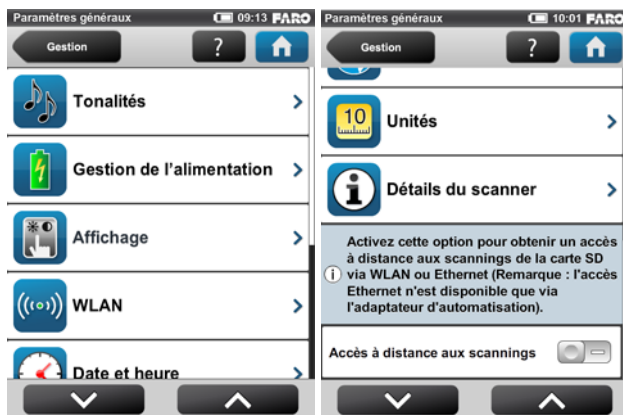 Paramètres généraux 09:13 FARO
Gestion ?
Tonalités
Gestion de l'alimentation
Affichage
WLAN
Date et heure
Paramètres généraux 10:01 FARO
Gestion ?
10
Unités
Détails du scanner
Activez cette option pour obtenir un accès
à distance aux scannings de la carte SD
via WLAN ou Ethernet (Remarque : l'accès
Ethernet n'est disponible que via
l'adaptateur d'automatisation).
Accès à distance aux scannings